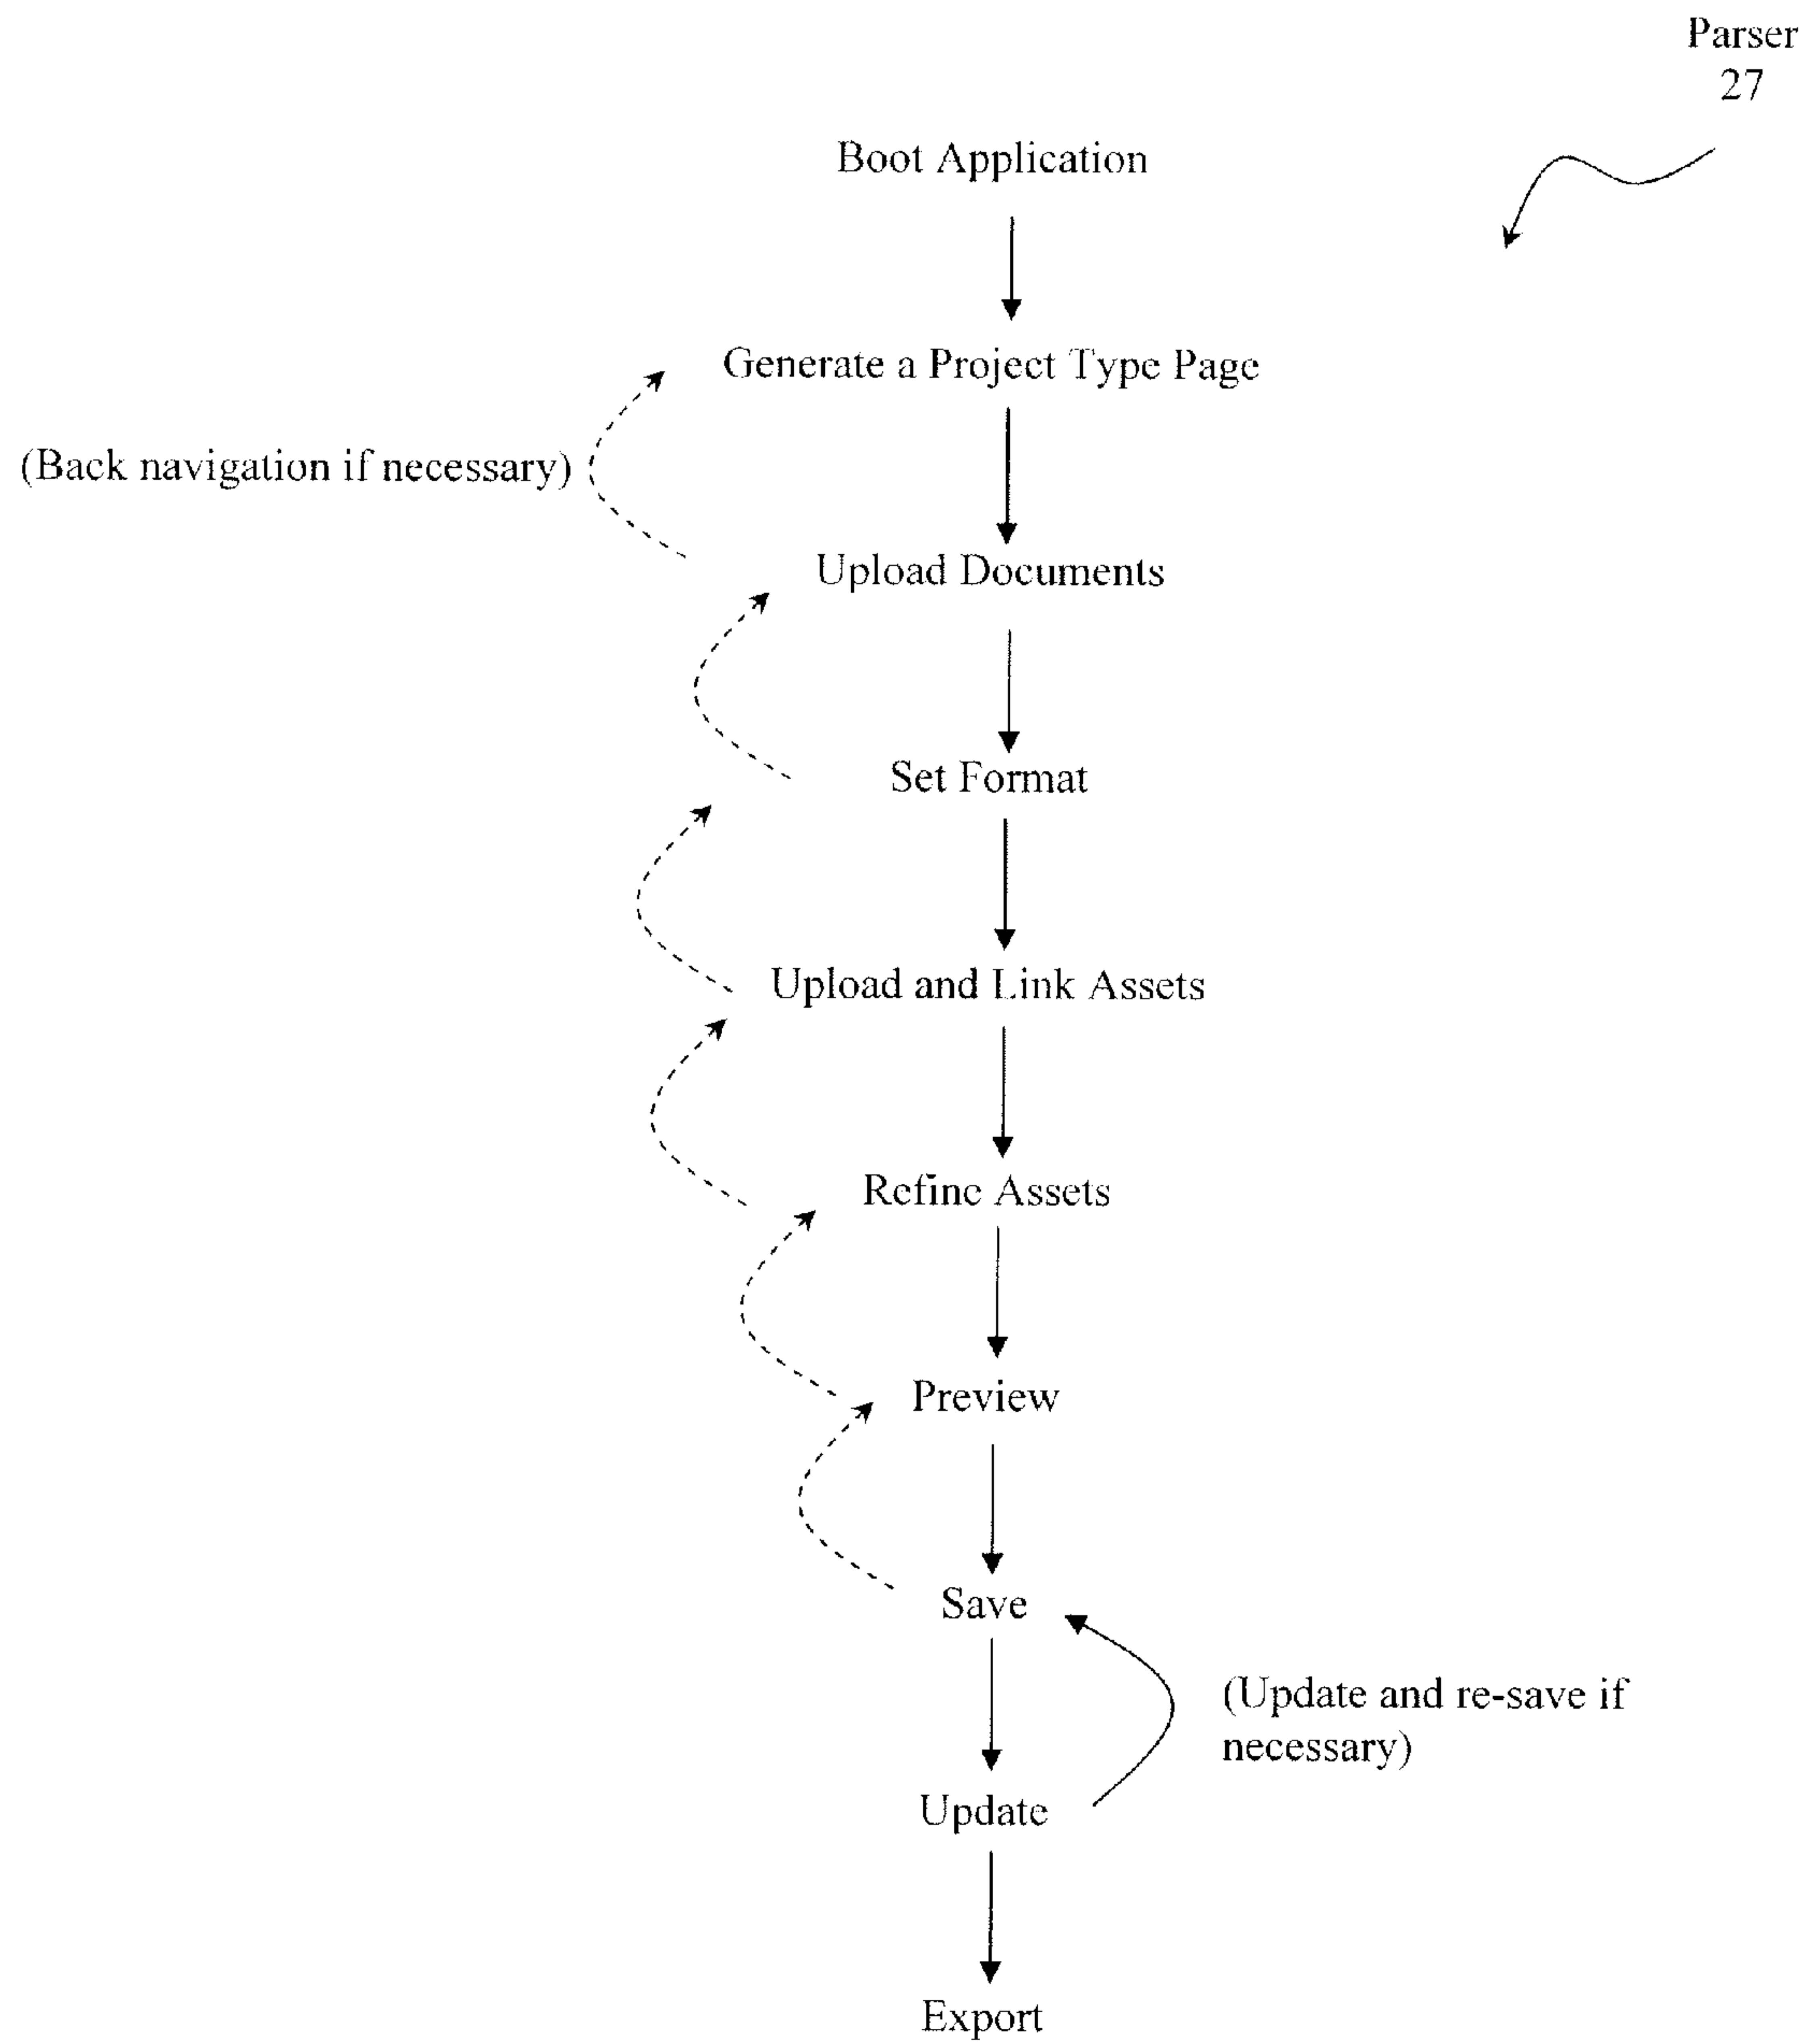 Parser
27
Boot Application
Generate a Project Type Page
(Back navigation if necessary)
Upload Documents
Set Format
Upload and Link Assets
Refine Assets
Preview
Save
(Update and re-save if
necessary)
Update
Export